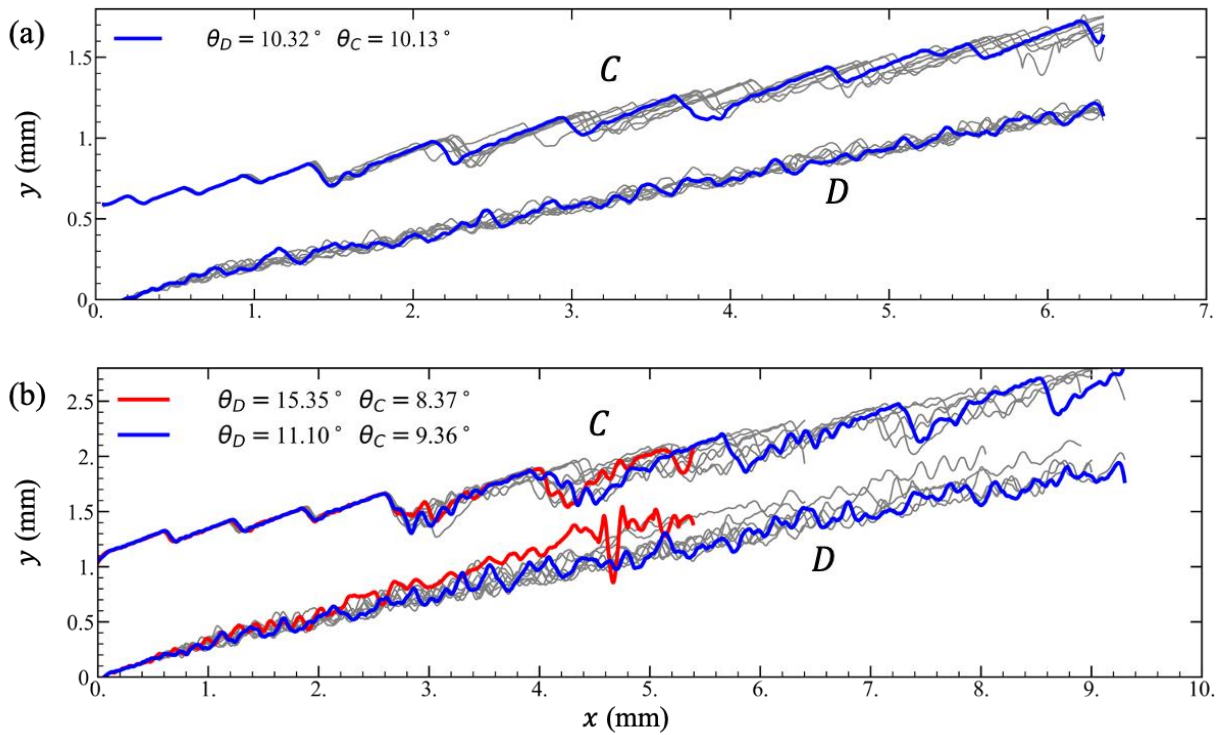 (a)
θD = 10.32° θC = 10.13°
C
D
y (mm)
1.5
1.
0.5
0
0. 1. 2. 3. 4. 5. 6. 7.
(b)
θD = 15.35° θC = 8.37°
θD = 11.10° θC = 9.36°
C
D
y (mm)
2.5
2.
1.5
1.
0.5
0
0. 1. 2. 3. 4. 5. 6. 7. 8. 9. 10.
x (mm)